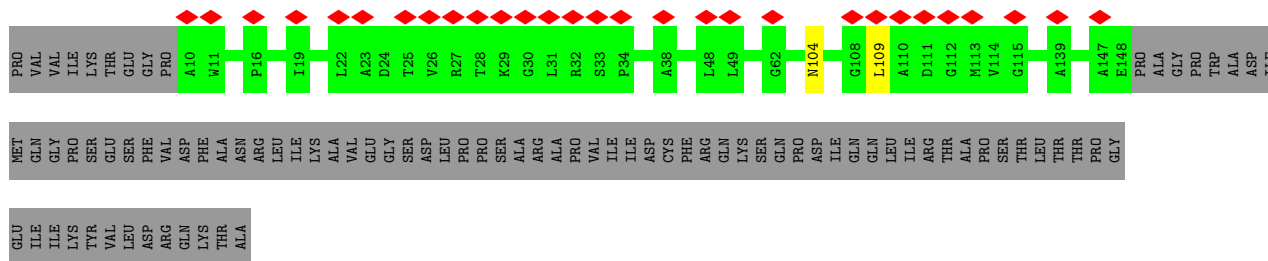 PRO VAL VAL ILE LYS THR GLU GLY PRO A10 W11 P16 I19 L22 A23 D24 T25 V26 R27 T28 K29 G30 L31 R32 S33 P34 A38 L48 L49 G62 N104 G108 L109 A110 D111 G112 M113 V114 G115 A139 A147 E148 PRO ALA GLY PRO TRP ALA ASP ILE
MET GLN GLY PRO SER GLU SER PHE VAL ASP PHE ALA ASN ARG LEU ILE LYS ALA VAL GLU GLY SER ASP LEU PRO PRO SER ALA ARG ALA PRO VAL ILE ILE ASP CYS PHE ARG GLN LYS SER GLN PRO ASP ILE GLN GLN LEU ILE ARG THR ALA PRO SER THR LEU THR THR PRO GLY
GLU ILE ILE LYS TYR VAL LEU ASP ARG GLN LYS THR ALA